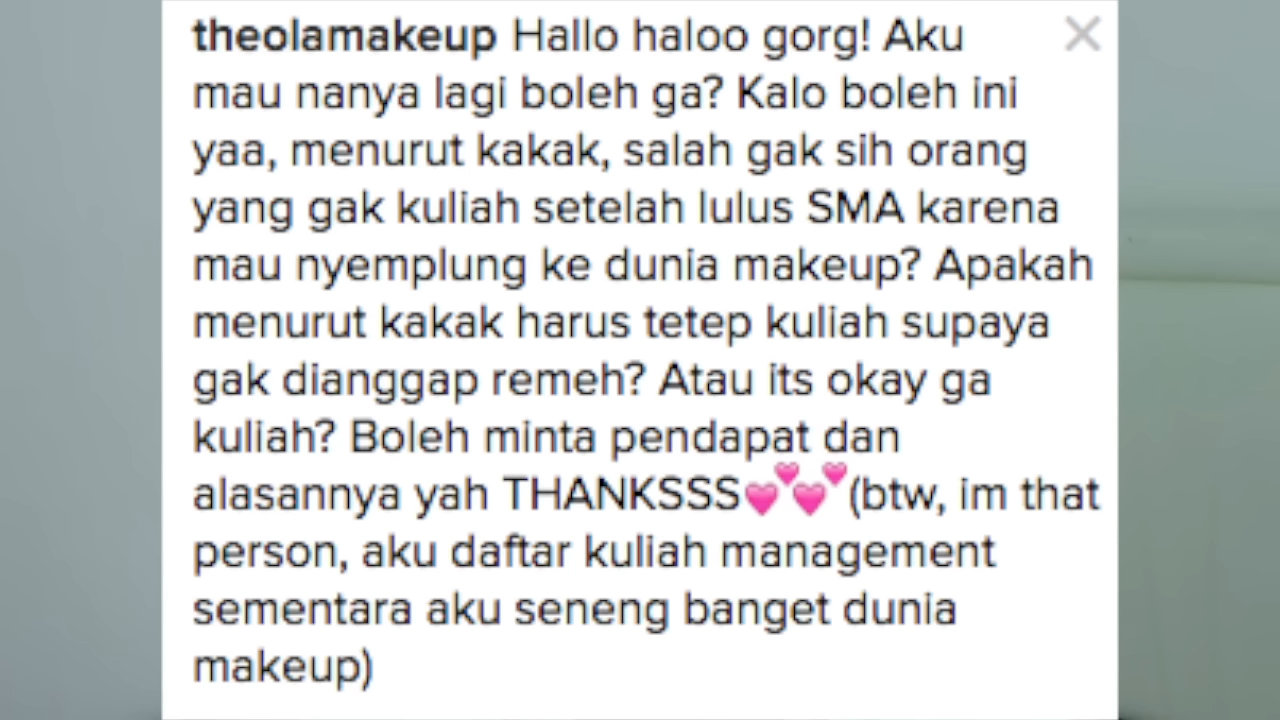 theolamakeup Hallo haloo gorg! Aku
mau nanya lagi boleh ga? Kalo boleh ini
yaa, menurut kakak, salah gak sih orang
yang gak kuliah setelah lulus SMA karena
mau nyemplung ke dunia makeup? Apakah
menurut kakak harus tetep kuliah supaya
gak dianggap remeh? Atau its okay ga
kuliah? Boleh minta pendapat dan
alasannya yah THANKSSS💕💕(btw, im that
person, aku daftar kuliah management
sementara aku seneng banget dunia
makeup)